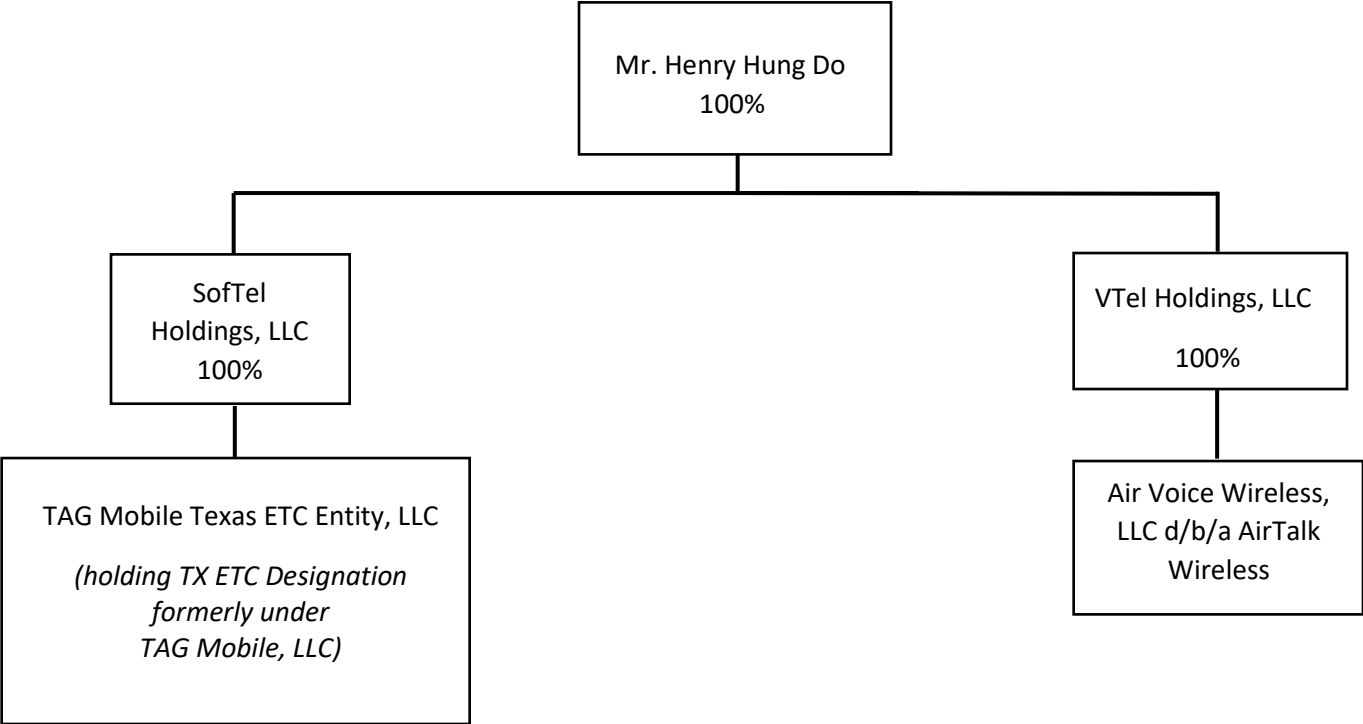 Mr. Henry Hung Do
100%
SofTel
Holdings, LLC
100%
VTel Holdings, LLC
100%
TAG Mobile Texas ETC Entity, LLC
(holding TX ETC Designation
formerly under
TAG Mobile, LLC)
Air Voice Wireless,
LLC d/b/a AirTalk
Wireless